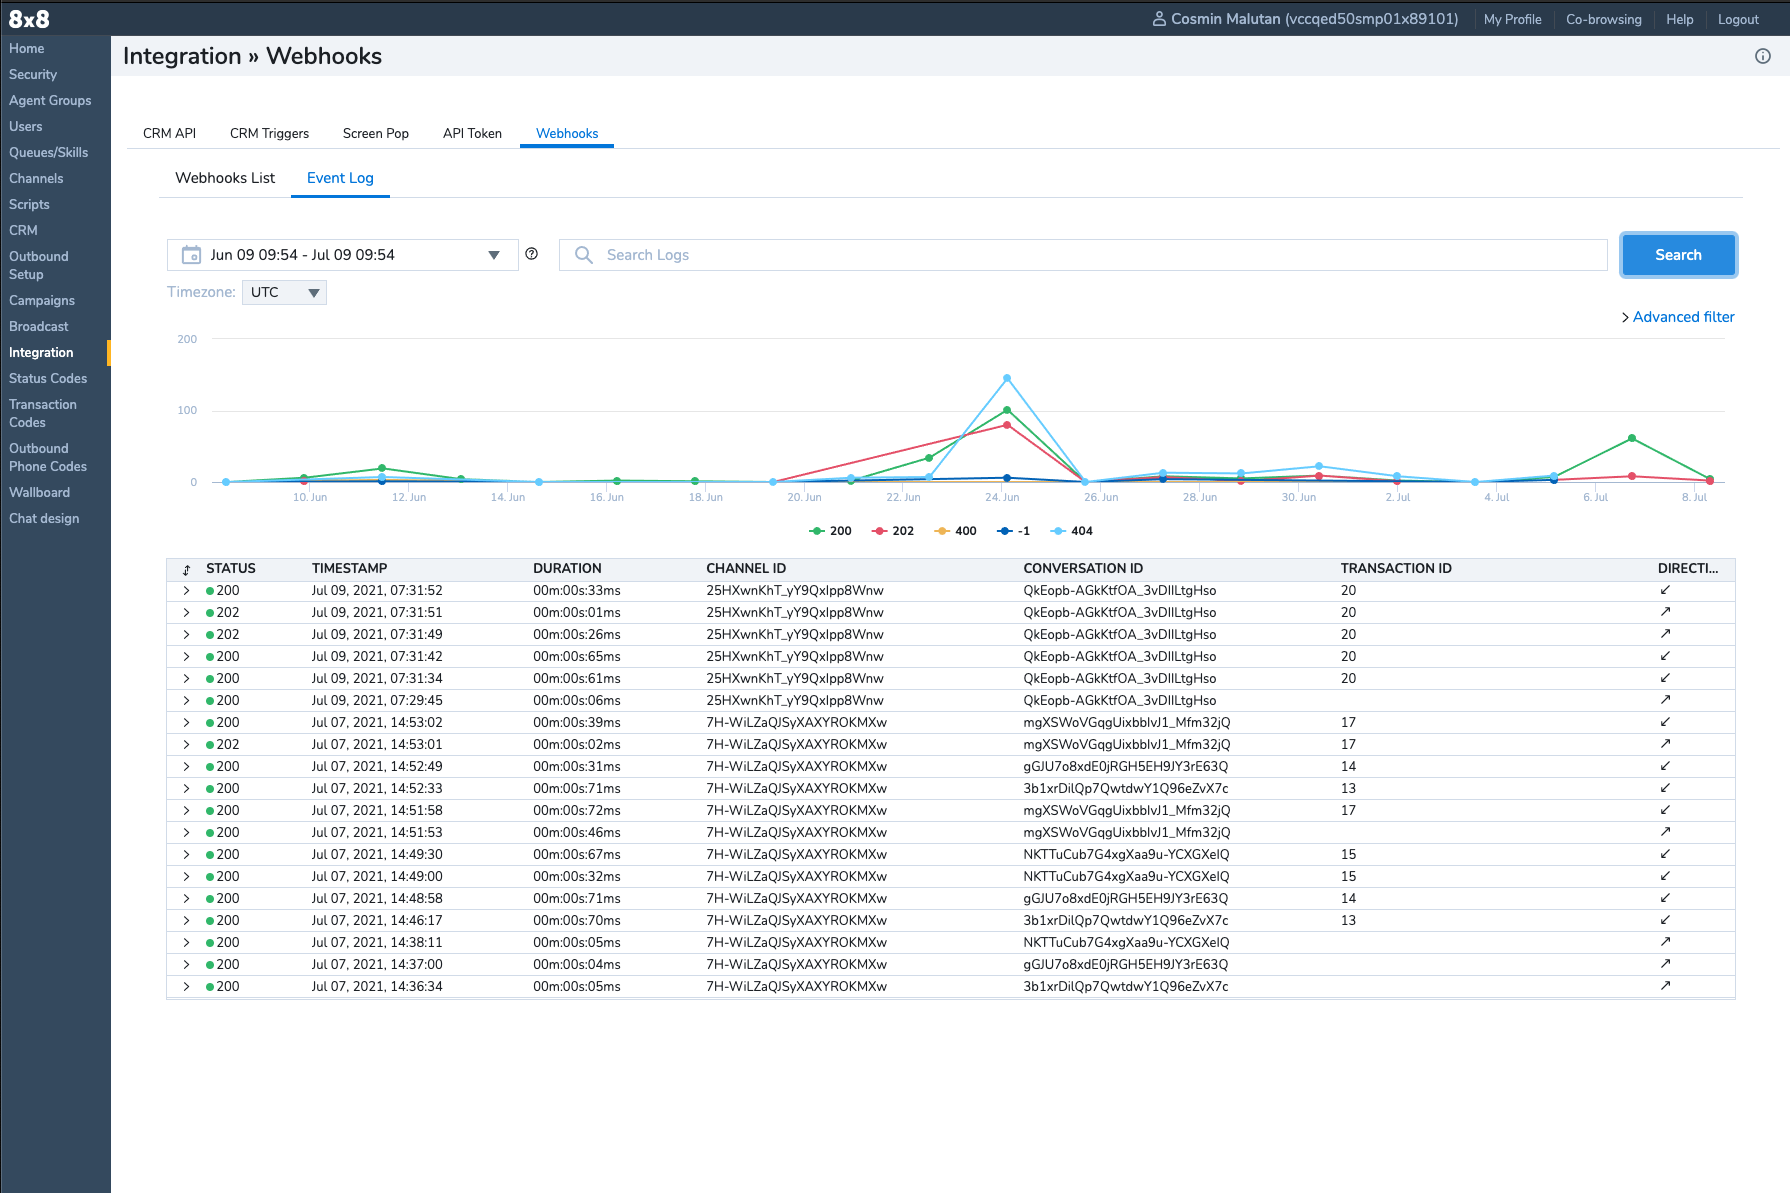 8x8
Cosmin Malutan (vccqed50smp01x89101) My Profile Co-browsing Help Logout
Home
Security
Agent Groups
Users
Queues/Skills
Channels
Scripts
CRM
Outbound
Setup
Campaigns
Broadcast
Integration
Status Codes
Transaction
Codes
Outbound
Phone Codes
Wallboard
Chat design
Integration » Webhooks
CRM API CRM Triggers Screen Pop API Token Webhooks
Webhooks List Event Log
Jun 09 09:54 - Jul 09 09:54 Search Logs Search
Timezone: UTC
> Advanced filter
200
100
0
10. Jun 12. Jun 14. Jun 16. Jun 18. Jun 20. Jun 22. Jun 24. Jun 26. Jun 28. Jun 30. Jun 2. Jul 4. Jul 6. Jul 8. Jul
200 202 400 -1 404
STATUS TIMESTAMP DURATION CHANNEL ID CONVERSATION ID TRANSACTION ID DIRECTI...
200 Jul 09, 2021, 07:31:52 00m:00s:33ms 25HXwnKhT_yY9QxIpp8Wnw QkEopb-AGkKtfOA_3vDIILtgHso 20
202 Jul 09, 2021, 07:31:51 00m:00s:01ms 25HXwnKhT_yY9QxIpp8Wnw QkEopb-AGkKtfOA_3vDIILtgHso 20
202 Jul 09, 2021, 07:31:49 00m:00s:26ms 25HXwnKhT_yY9QxIpp8Wnw QkEopb-AGkKtfOA_3vDIILtgHso 20
200 Jul 09, 2021, 07:31:42 00m:00s:65ms 25HXwnKhT_yY9QxIpp8Wnw QkEopb-AGkKtfOA_3vDIILtgHso 20
200 Jul 09, 2021, 07:31:34 00m:00s:61ms 25HXwnKhT_yY9QxIpp8Wnw QkEopb-AGkKtfOA_3vDIILtgHso 20
200 Jul 09, 2021, 07:29:45 00m:00s:06ms 25HXwnKhT_yY9QxIpp8Wnw QkEopb-AGkKtfOA_3vDIILtgHso
200 Jul 07, 2021, 14:53:02 00m:00s:39ms 7H-WiLZaQJSyXAXYROKMXw mgXSWoVGqgUixbbIvJ1_Mfm32jQ 17
202 Jul 07, 2021, 14:53:01 00m:00s:02ms 7H-WiLZaQJSyXAXYROKMXw mgXSWoVGqgUixbbIvJ1_Mfm32jQ 17
200 Jul 07, 2021, 14:52:49 00m:00s:31ms 7H-WiLZaQJSyXAXYROKMXw gGJU7o8xdE0jRGH5EH9JY3rE63Q 14
200 Jul 07, 2021, 14:52:33 00m:00s:71ms 7H-WiLZaQJSyXAXYROKMXw 3b1xrDilQp7QwtdwY1Q96eZvX7c 13
200 Jul 07, 2021, 14:51:58 00m:00s:72ms 7H-WiLZaQJSyXAXYROKMXw mgXSWoVGqgUixbbIvJ1_Mfm32jQ 17
200 Jul 07, 2021, 14:51:53 00m:00s:46ms 7H-WiLZaQJSyXAXYROKMXw mgXSWoVGqgUixbbIvJ1_Mfm32jQ
200 Jul 07, 2021, 14:49:30 00m:00s:67ms 7H-WiLZaQJSyXAXYROKMXw NKTTuCub7G4xgXaa9u-YCXGXeIQ 15
200 Jul 07, 2021, 14:49:00 00m:00s:32ms 7H-WiLZaQJSyXAXYROKMXw NKTTuCub7G4xgXaa9u-YCXGXeIQ 15
200 Jul 07, 2021, 14:48:58 00m:00s:71ms 7H-WiLZaQJSyXAXYROKMXw gGJU7o8xdE0jRGH5EH9JY3rE63Q 14
200 Jul 07, 2021, 14:46:17 00m:00s:70ms 7H-WiLZaQJSyXAXYROKMXw 3b1xrDilQp7QwtdwY1Q96eZvX7c 13
200 Jul 07, 2021, 14:38:11 00m:00s:05ms 7H-WiLZaQJSyXAXYROKMXw NKTTuCub7G4xgXaa9u-YCXGXeIQ
200 Jul 07, 2021, 14:37:00 00m:00s:04ms 7H-WiLZaQJSyXAXYROKMXw gGJU7o8xdE0jRGH5EH9JY3rE63Q
200 Jul 07, 2021, 14:36:34 00m:00s:05ms 7H-WiLZaQJSyXAXYROKMXw 3b1xrDilQp7QwtdwY1Q96eZvX7c